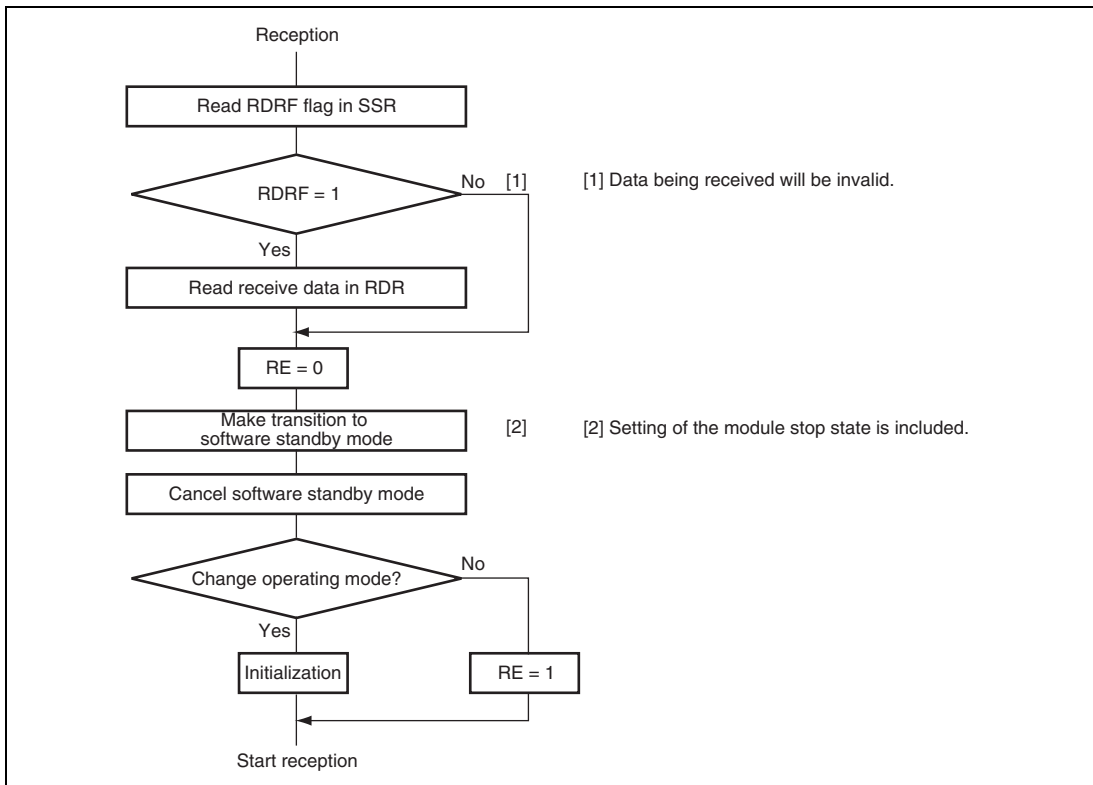 Reception
Read RDRF flag in SSR
RDRF = 1
No [1]
[1] Data being received will be invalid.
Yes
Read receive data in RDR
RE = 0
Make transition to
software standby mode
[2]
[2] Setting of the module stop state is included.
Cancel software standby mode
Change operating mode?
No
Yes
Initialization
RE = 1
Start reception